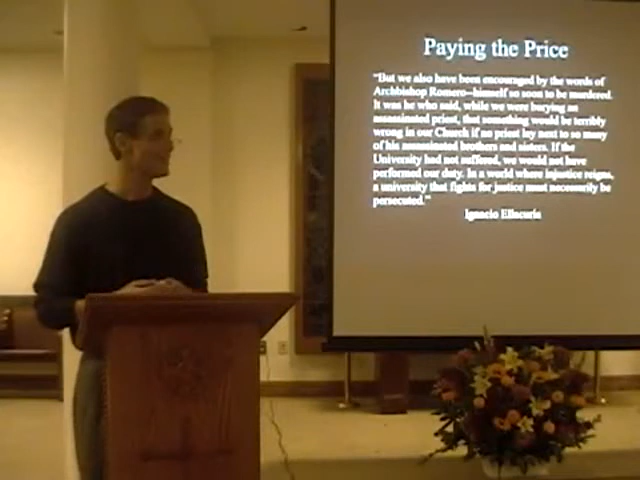 Paying the Price
"But we also have been encouraged by the words of
Archbishop Romero--himself so soon to be murdered.
It was he who said, while we were burying an
assassinated priest, that something would be terribly
wrong in our Church if no priest lay next to so many
of his assassinated brothers and sisters. If the
University had not suffered, we would not have
performed our duty. In a world where injustice reigns,
a university that fights for justice must necessarily be
persecuted."
Ignacio Ellacuria